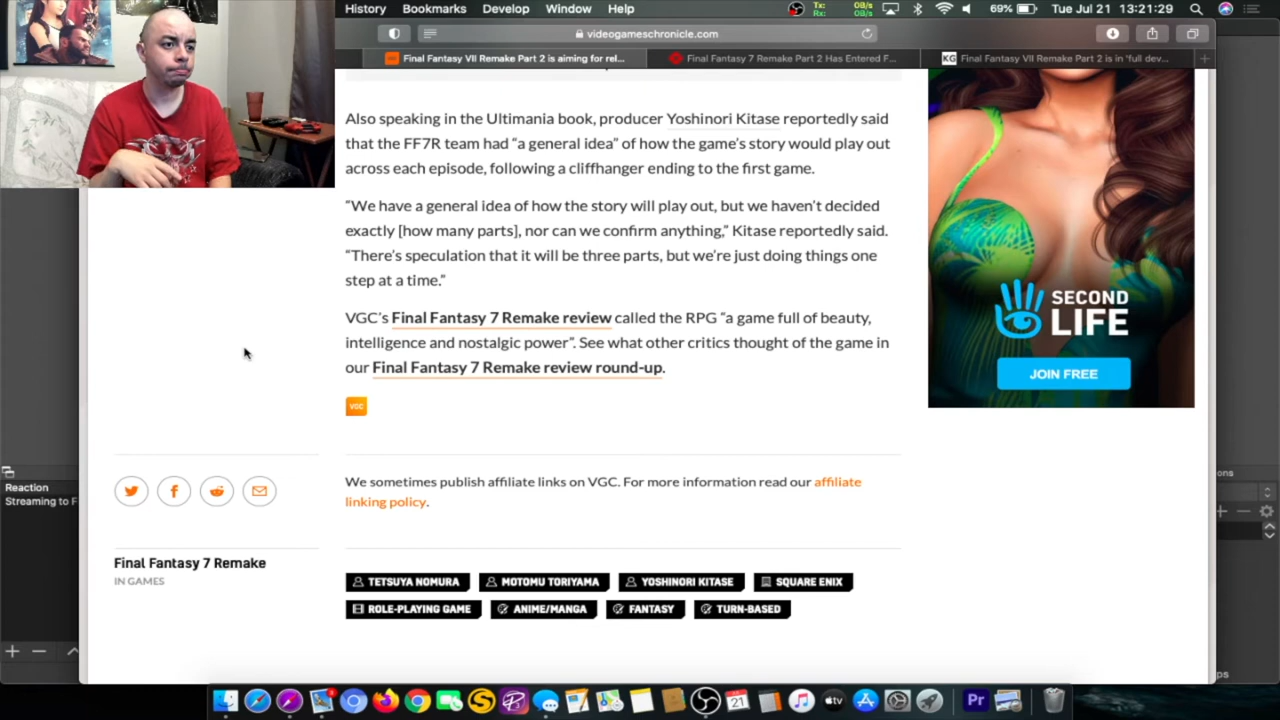 History Bookmarks Develop Window Help
Tx: 0B/s
Rx: 0B/s
69% Tue Jul 21 13:21:29
videogameschronicle.com
Final Fantasy VII Remake Part 2 is aiming for rel...
Final Fantasy 7 Remake Part 2 Has Entered F...
KG Final Fantasy VII Remake Part 2 is in 'full dev...
Also speaking in the Ultimania book, producer Yoshinori Kitase reportedly said
that the FF7R team had “a general idea” of how the game’s story would play out
across each episode, following a cliffhanger ending to the first game.
“We have a general idea of how the story will play out, but we haven’t decided
exactly [how many parts], nor can we confirm anything,” Kitase reportedly said.
“There’s speculation that it will be three parts, but we’re just doing things one
step at a time.”
VGC’s Final Fantasy 7 Remake review called the RPG “a game full of beauty,
intelligence and nostalgic power”. See what other critics thought of the game in
our Final Fantasy 7 Remake review round-up.
VGC
SECOND
LIFE
JOIN FREE
Reaction
Streaming to F
ons
We sometimes publish affiliate links on VGC. For more information read our affiliate
linking policy.
Final Fantasy 7 Remake
IN GAMES
TETSUYA NOMURA MOTOMU TORIYAMA YOSHINORI KITASE SQUARE ENIX
ROLE-PLAYING GAME ANIME/MANGA FANTASY TURN-BASED
ps
21
tv
Pr